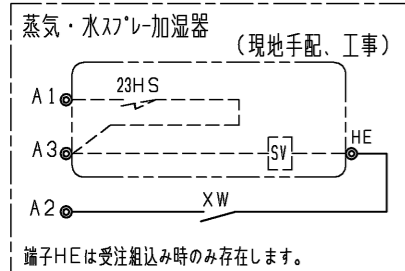 蒸気・水スプレー加湿器
(現地手配、工事)
A1
23HS
A3
SV
HE
A2
XW
端子HEは受注組込み時のみ存在します。